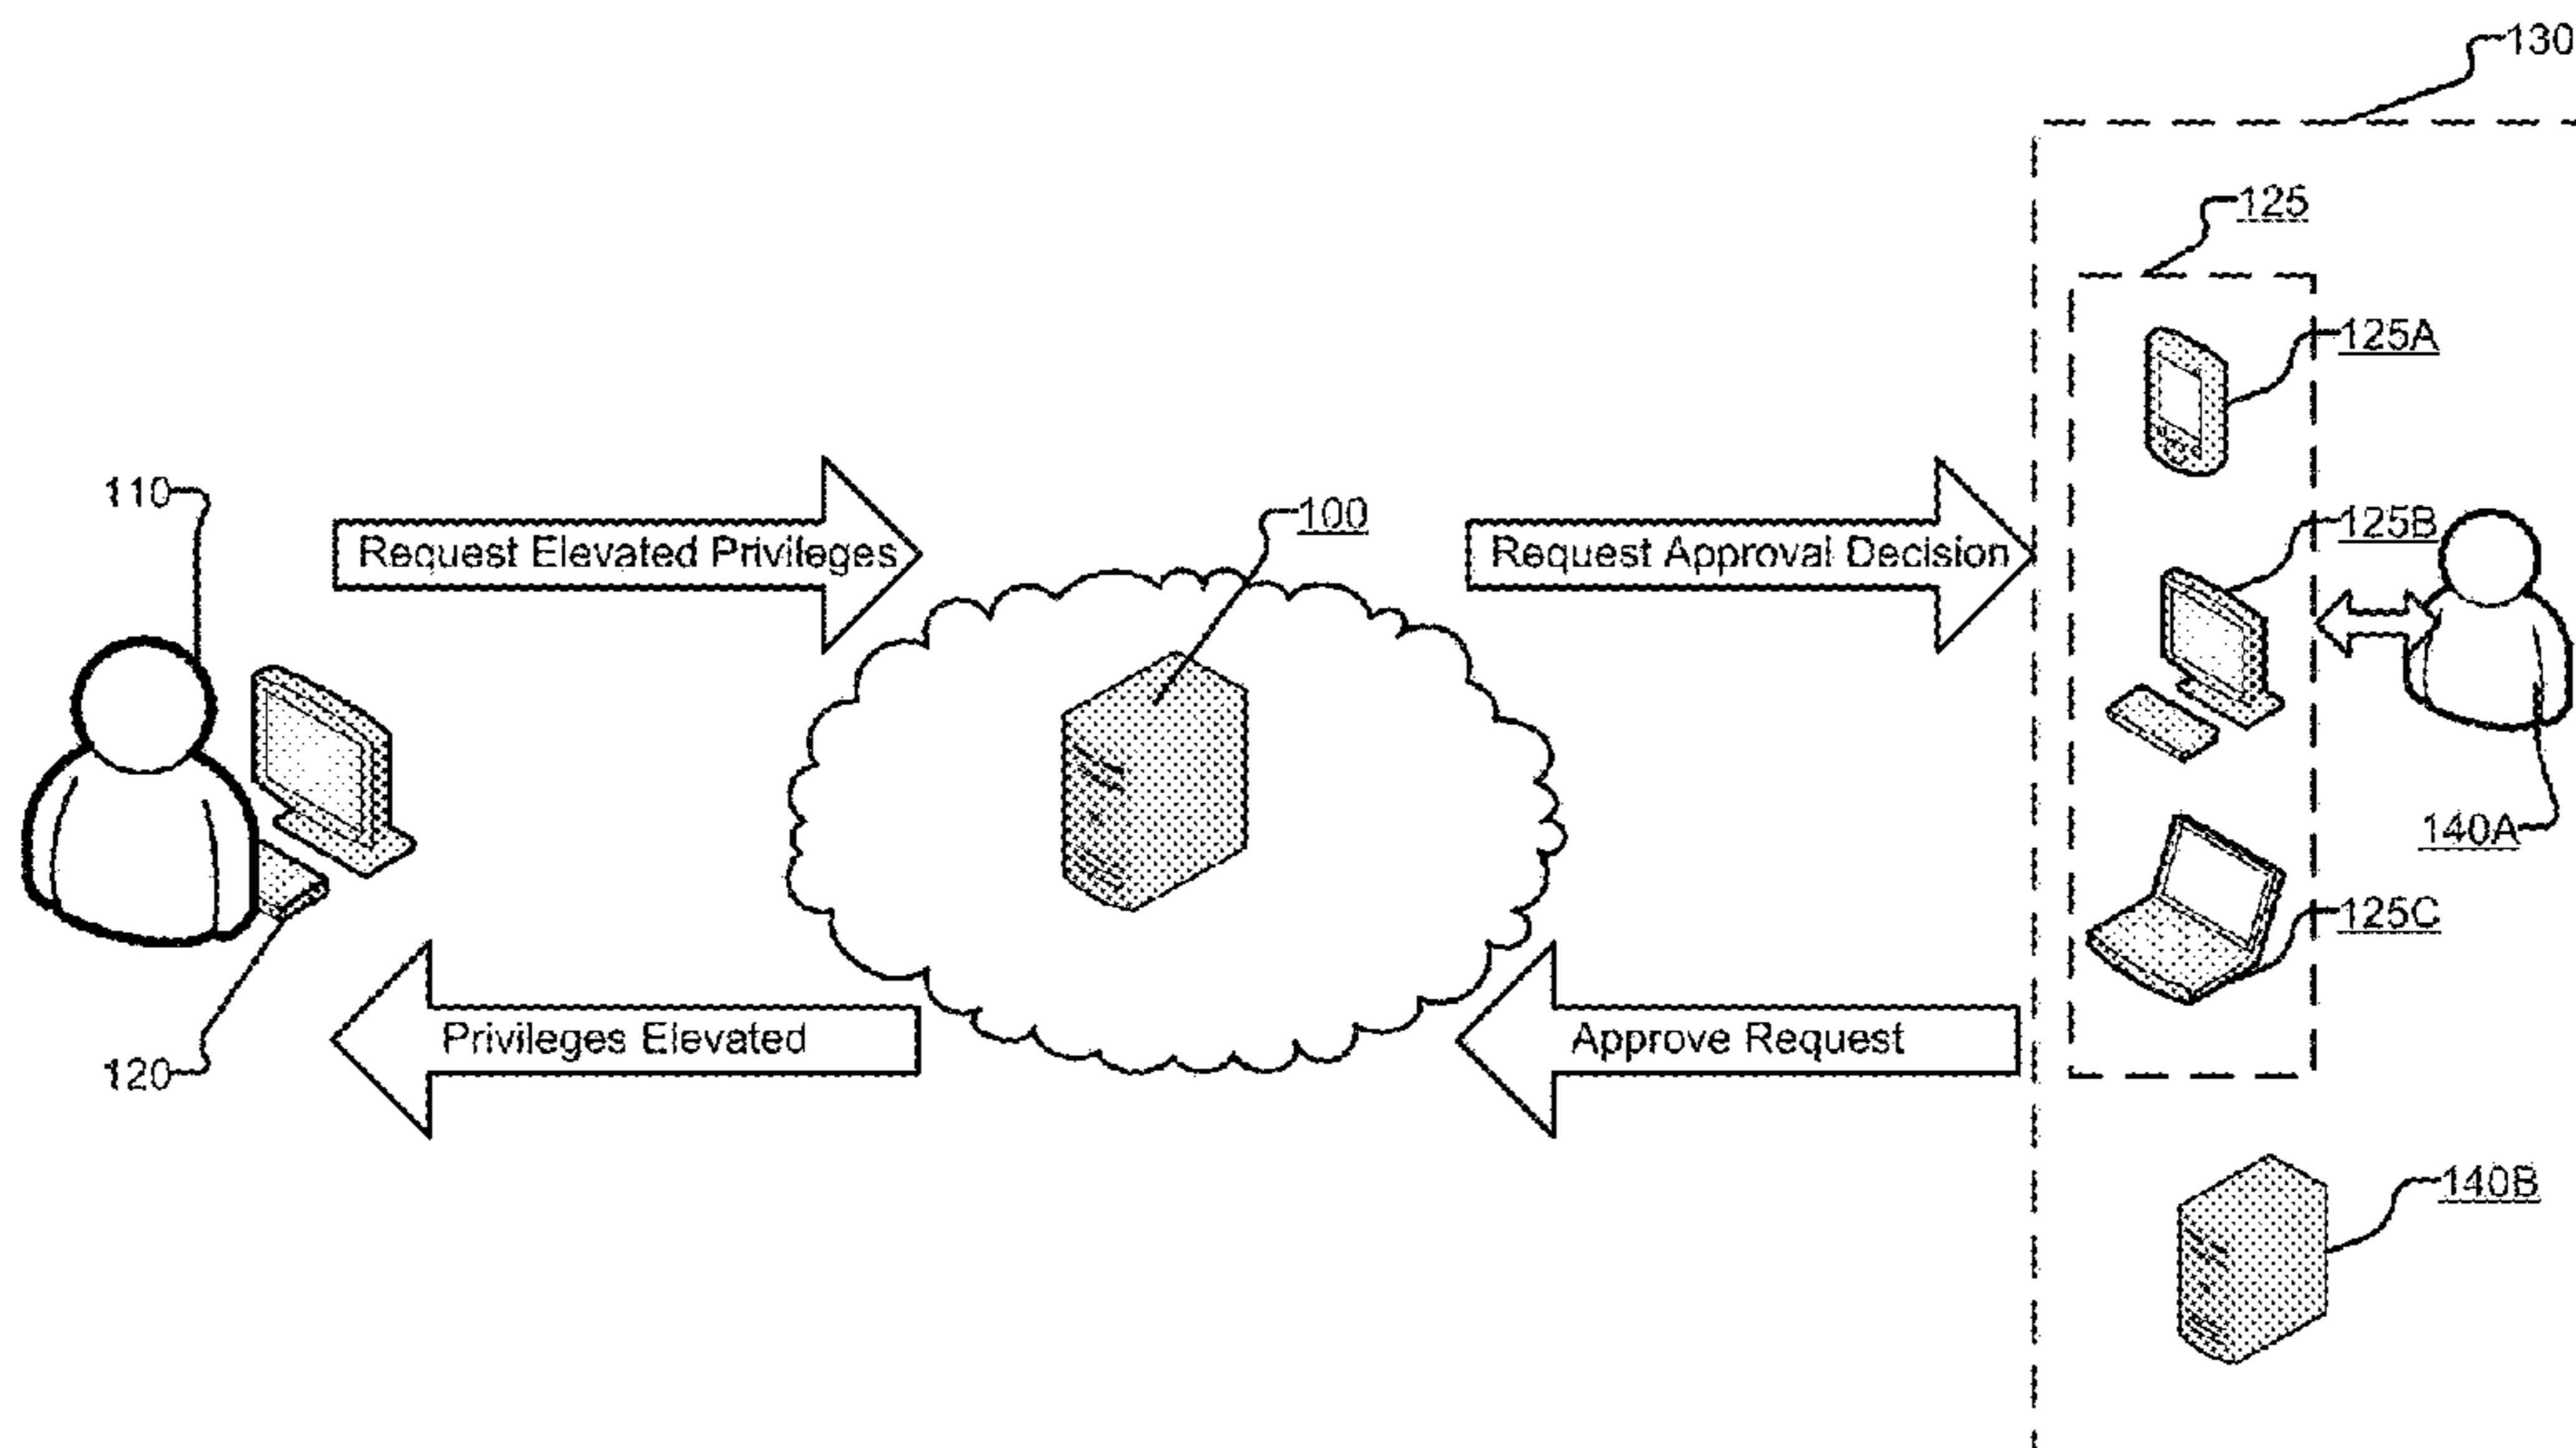 130
125
125A
110
100
125B
Request Elevated Privileges
Request Approval Decision
140A
125C
Privileges Elevated
Approve Request
120
140B